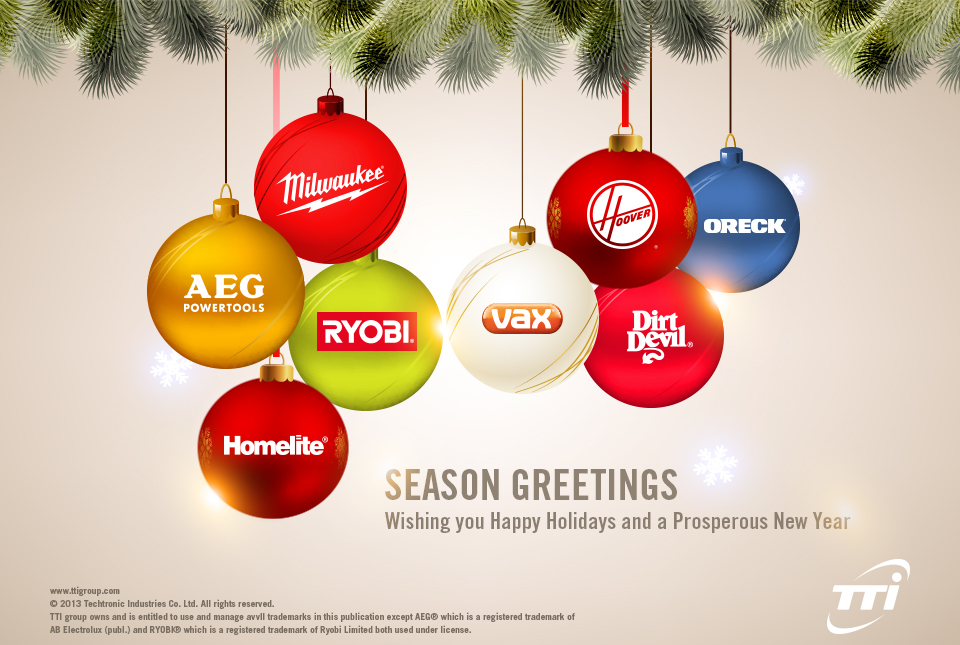 Milwaukee®
HOOVER®
ORECK®
AEG
POWERTOOLS
RYOBI®
vax
Dirt
Devil®
Homelite®
SEASON GREETINGS
Wishing you Happy Holidays and a Prosperous New Year
www.ttigroup.com
© 2013 Techtronic Industries Co. Ltd. All rights reserved.
TTI group owns and is entitled to use and manage avvll trademarks in this publication except AEG® which is a registered trademark of
AB Electrolux (publ.) and RYOBI® which is a registered trademark of Ryobi Limited both used under license.
TTi